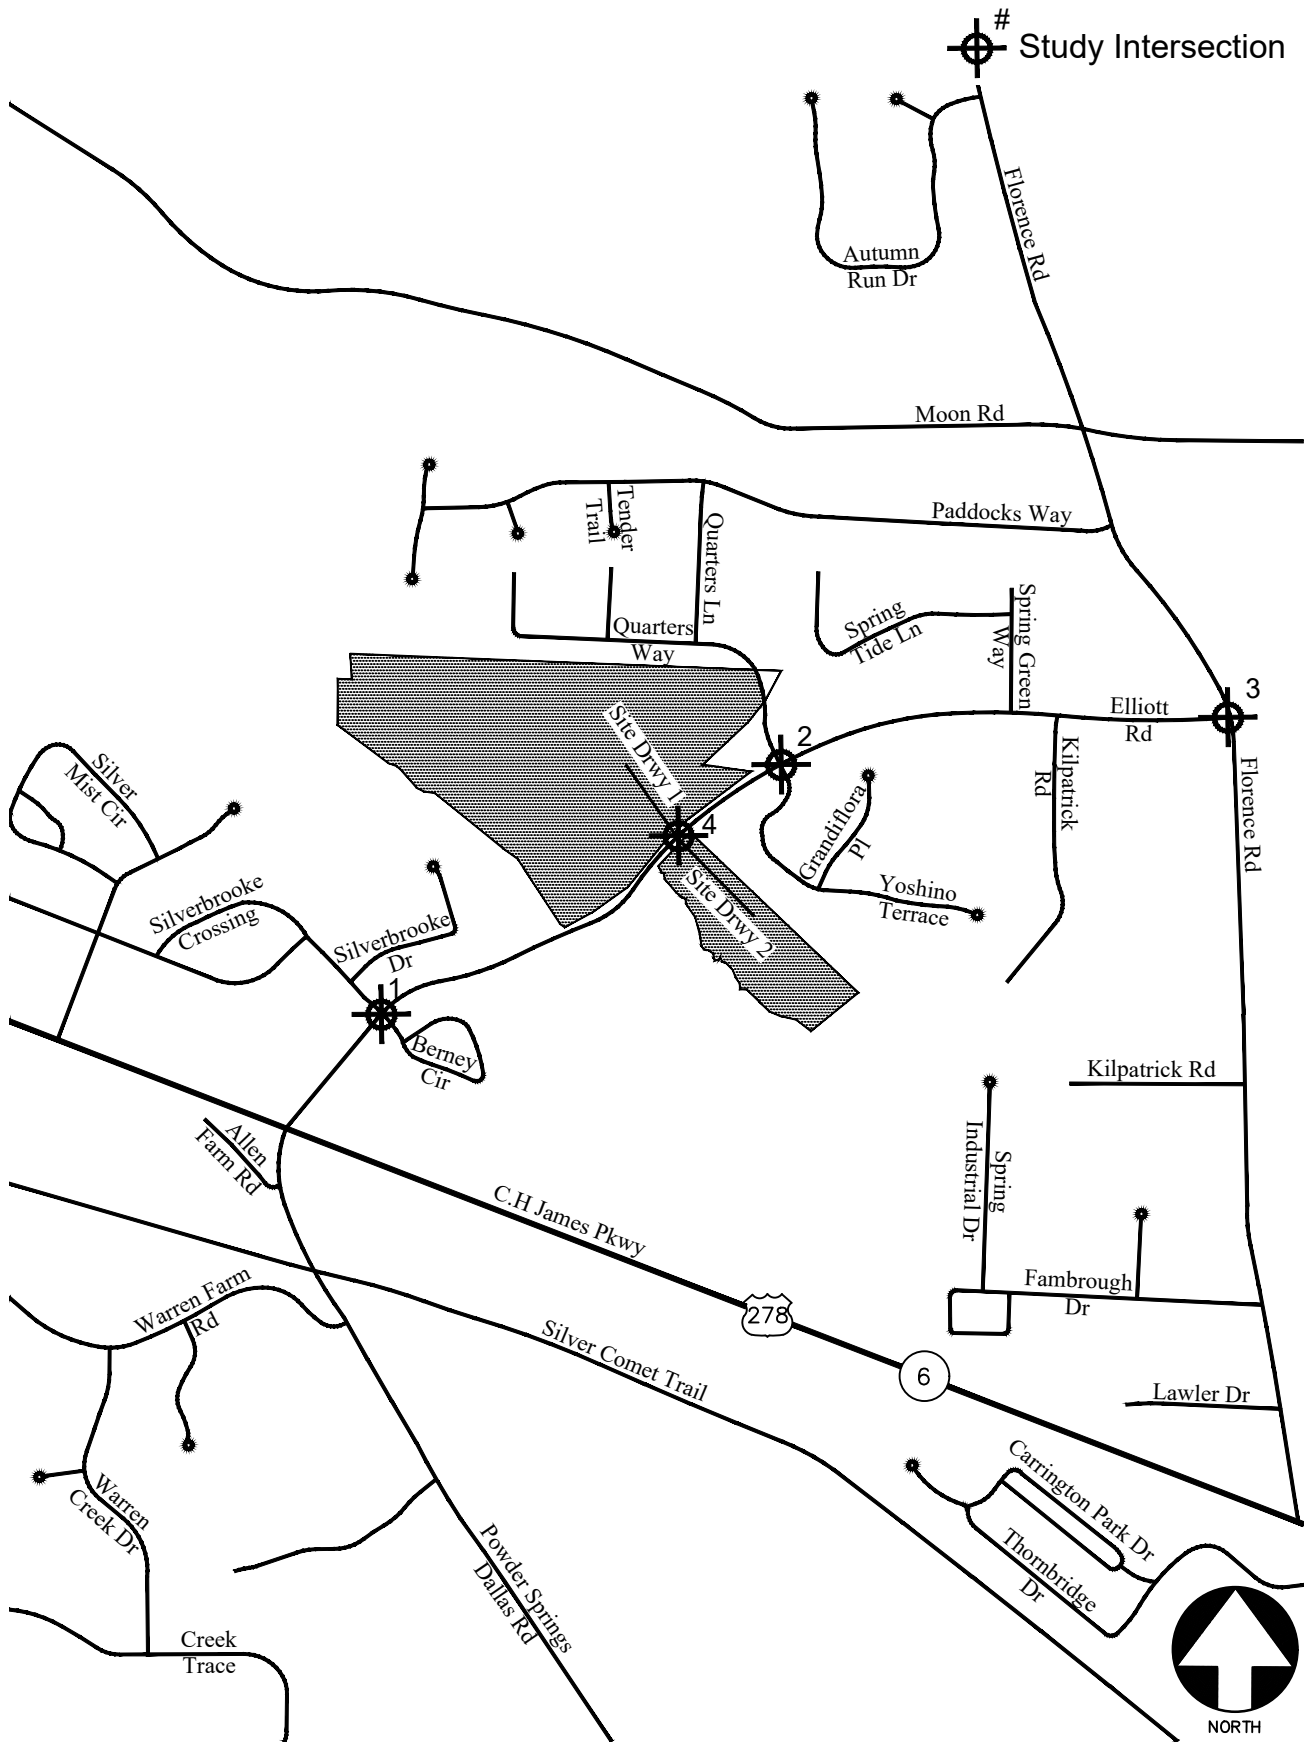 #
Study Intersection
Florence Rd
Autumn
Run Dr
Moon Rd
Paddocks Way
Tender
Trail
Quarters Ln
Quarters
Way
Spring
Tide Ln
Spring Green
Way
3
Elliott
Rd
2
Site Drwy 1
Kilpatrick
Rd
Florence Rd
Silver
Mist Cir
4
Grandiflora
Pl
Yoshino
Terrace
Site Drwy 2
Silverbrooke
Crossing
Silverbrooke
Dr
1
Berney
Cir
Kilpatrick Rd
Allen
Farm Rd
Spring
Industrial Dr
C.H James Pkwy
Fambrough
Dr
Warren Farm
Rd
278
Silver Comet Trail
6
Lawler Dr
Carrington Park Dr
Warren
Creek Dr
Thornbridge
Dr
Powder Springs
Dallas Rd
Creek
Trace
NORTH